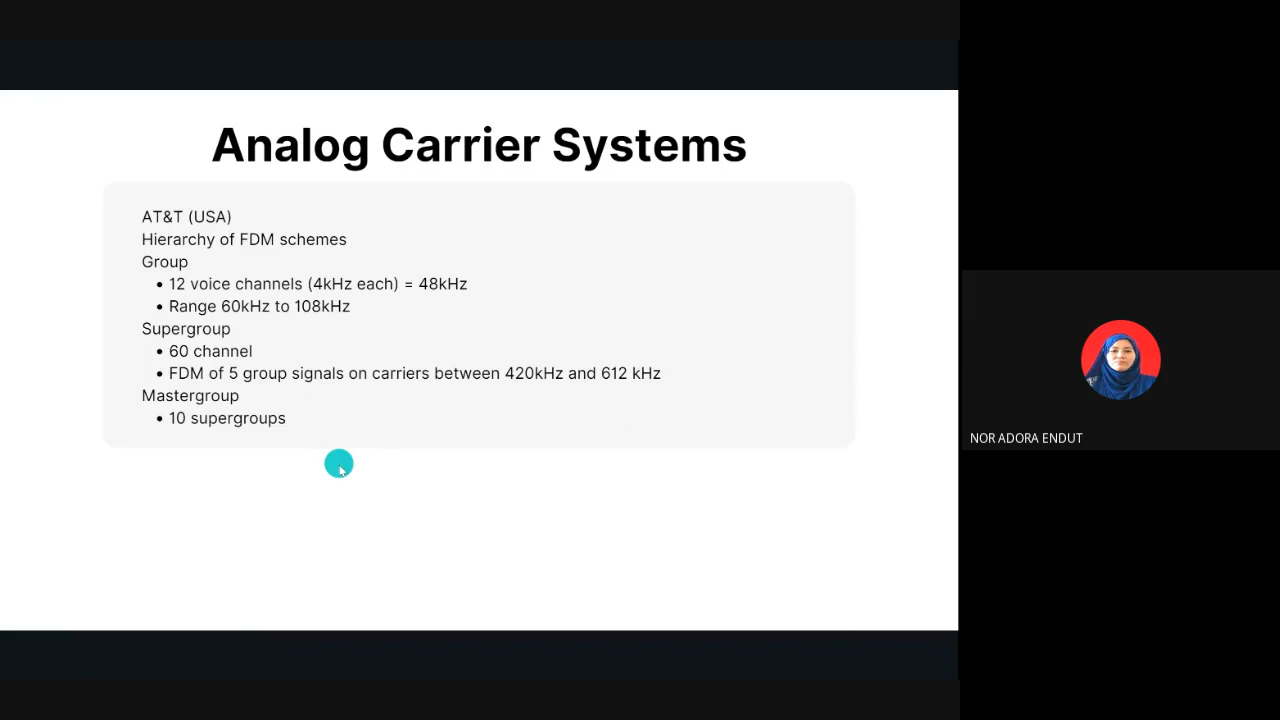 Analog Carrier Systems
AT&T (USA)
Hierarchy of FDM schemes
Group
• 12 voice channels (4kHz each) = 48kHz
• Range 60kHz to 108kHz
Supergroup
• 60 channel
• FDM of 5 group signals on carriers between 420kHz and 612 kHz
Mastergroup
• 10 supergroups
NOR ADORA ENDUT